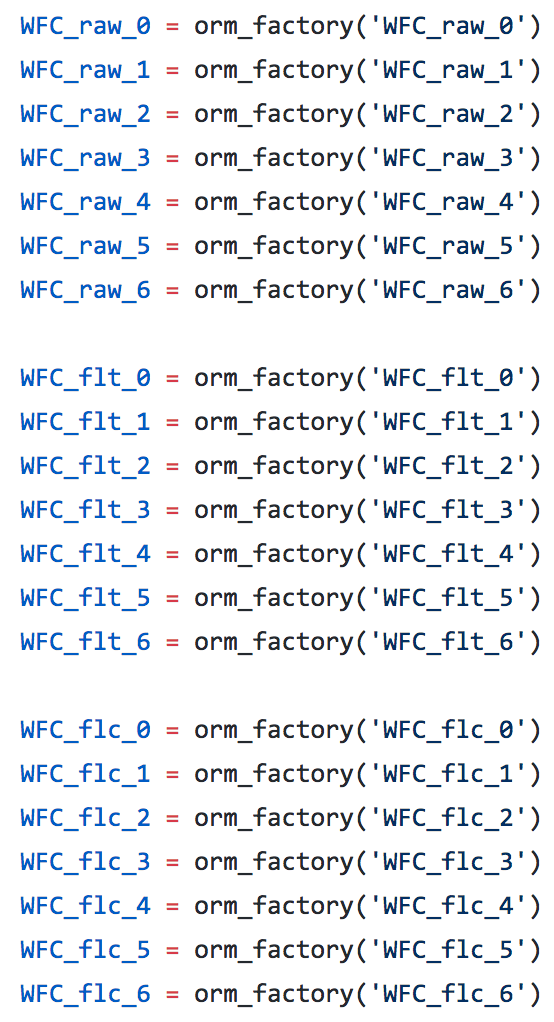 WFC_raw_0 = orm_factory('WFC_raw_0')
WFC_raw_1 = orm_factory('WFC_raw_1')
WFC_raw_2 = orm_factory('WFC_raw_2')
WFC_raw_3 = orm_factory('WFC_raw_3')
WFC_raw_4 = orm_factory('WFC_raw_4')
WFC_raw_5 = orm_factory('WFC_raw_5')
WFC_raw_6 = orm_factory('WFC_raw_6')

WFC_flt_0 = orm_factory('WFC_flt_0')
WFC_flt_1 = orm_factory('WFC_flt_1')
WFC_flt_2 = orm_factory('WFC_flt_2')
WFC_flt_3 = orm_factory('WFC_flt_3')
WFC_flt_4 = orm_factory('WFC_flt_4')
WFC_flt_5 = orm_factory('WFC_flt_5')
WFC_flt_6 = orm_factory('WFC_flt_6')

WFC_flc_0 = orm_factory('WFC_flc_0')
WFC_flc_1 = orm_factory('WFC_flc_1')
WFC_flc_2 = orm_factory('WFC_flc_2')
WFC_flc_3 = orm_factory('WFC_flc_3')
WFC_flc_4 = orm_factory('WFC_flc_4')
WFC_flc_5 = orm_factory('WFC_flc_5')
WFC_flc_6 = orm_factory('WFC_flc_6')